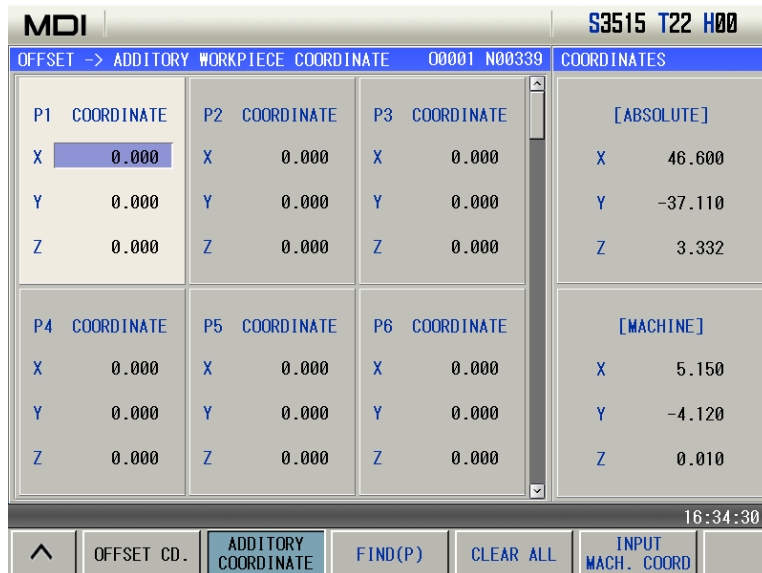 MDI S3515 T22 H00
OFFSET -> ADDITORY WORKPIECE COORDINATE O0001 N00339 COORDINATES
P1 COORDINATE P2 COORDINATE P3 COORDINATE [ABSOLUTE]
X 0.000 X 0.000 X 0.000 X 46.600
Y 0.000 Y 0.000 Y 0.000 Y -37.110
Z 0.000 Z 0.000 Z 0.000 Z 3.332
P4 COORDINATE P5 COORDINATE P6 COORDINATE [MACHINE]
X 0.000 X 0.000 X 0.000 X 5.150
Y 0.000 Y 0.000 Y 0.000 Y -4.120
Z 0.000 Z 0.000 Z 0.000 Z 0.010
16:34:30
OFFSET CD. ADDITORY COORDINATE FIND(P) CLEAR ALL INPUT MACH. COORD